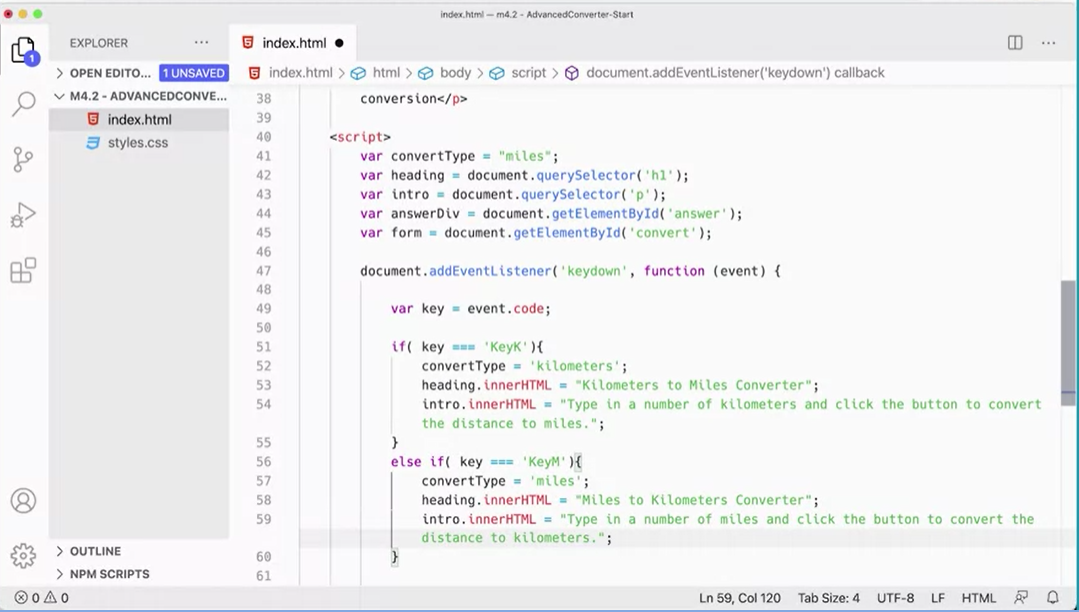 index.html — m4.2 - AdvancedConverter-Start
EXPLORER ···
index.html
1
OPEN EDITO... 1 UNSAVED
index.html > html > body > script > document.addEventListener('keydown') callback
M4.2 - ADVANCEDCONVE...
index.html
styles.css
38 conversion</p>
39
40 <script>
41 var convertType = "miles";
42 var heading = document.querySelector('h1');
43 var intro = document.querySelector('p');
44 var answerDiv = document.getElementById('answer');
45 var form = document.getElementById('convert');
46
47 document.addEventListener('keydown', function (event) {
48
49 var key = event.code;
50
51 if( key === 'KeyK'){
52 convertType = 'kilometers';
53 heading.innerHTML = "Kilometers to Miles Converter";
54 intro.innerHTML = "Type in a number of kilometers and click the button to convert
the distance to miles.";
55 }
56 else if( key === 'KeyM'){
57 convertType = 'miles';
58 heading.innerHTML = "Miles to Kilometers Converter";
59 intro.innerHTML = "Type in a number of miles and click the button to convert the
distance to kilometers.";
60 }
61
OUTLINE
NPM SCRIPTS
0 0 Ln 59, Col 120 Tab Size: 4 UTF-8 LF HTML